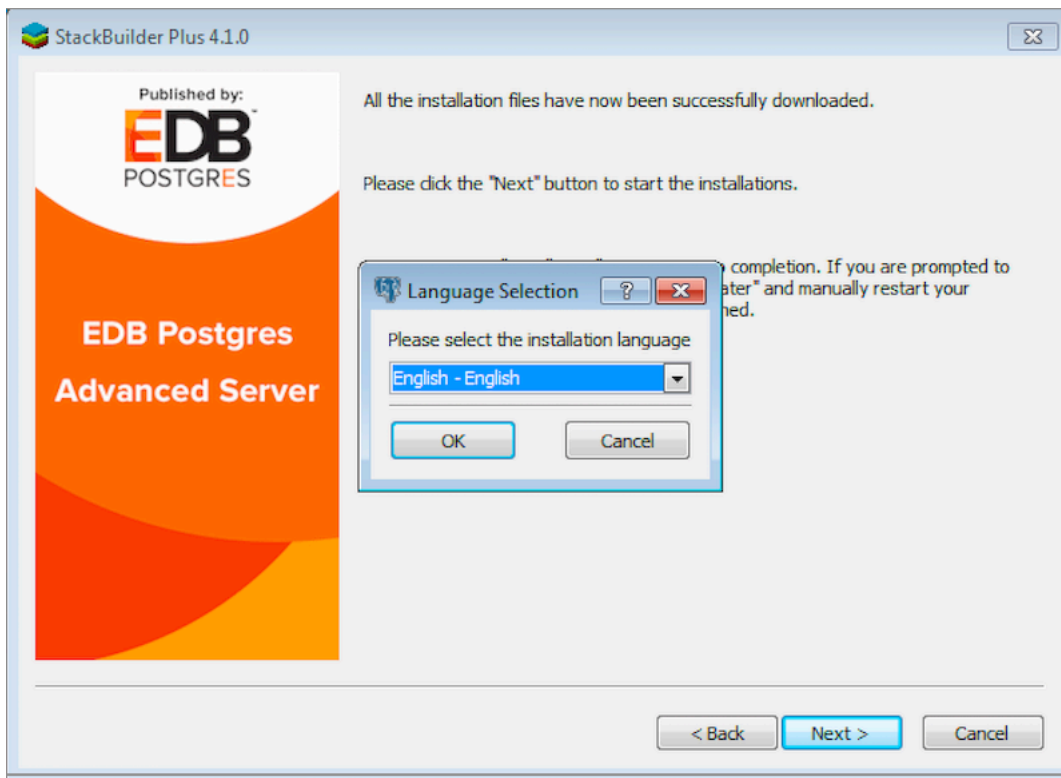 StackBuilder Plus 4.1.0
Published by:
EDB™
POSTGRES
EDB Postgres
Advanced Server
All the installation files have now been successfully downloaded.
Please click the "Next" button to start the installations.
completion. If you are prompted to
ater" and manually restart your
ned.
Language Selection
Please select the installation language
English - English
OK
Cancel
< Back
Next >
Cancel